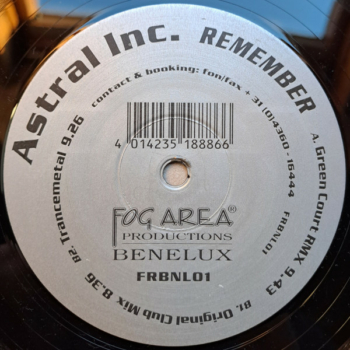 Astral Inc. REMEMBER
contact & booking: fon/fax + 31 (0)4360 - 16444
FRBNL01
A. Green Court RMX 9.43
B1. Original Club Mix 8.36
B2. Trancemetal 9.26
4 014235 188866
FOG AREA®
PRODUCTIONS
BENELUX
FRBNL01